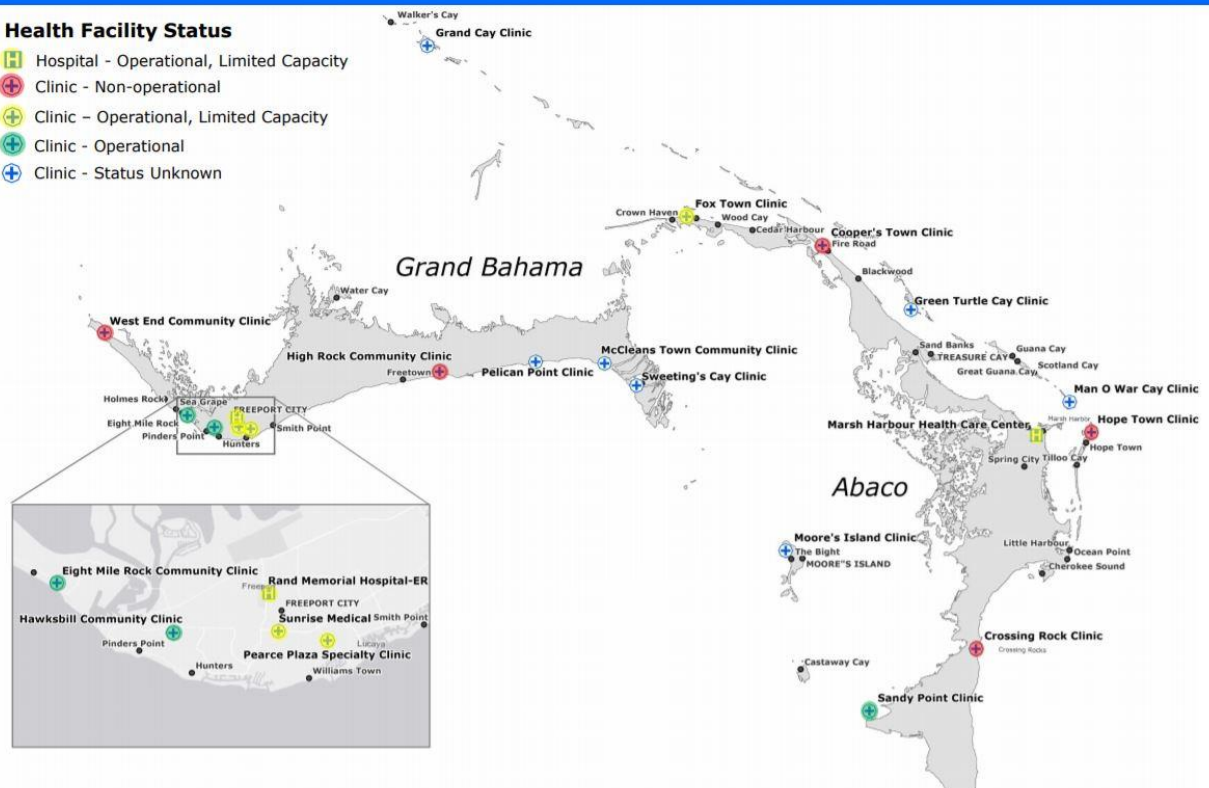 Health Facility Status
Hospital - Operational, Limited Capacity
Clinic - Non-operational
Clinic – Operational, Limited Capacity
Clinic - Operational
Clinic - Status Unknown
Walker's Cay
Grand Cay Clinic
Crown Haven
Fox Town Clinic
Wood Cay
Cedar Harbour
Cooper's Town Clinic
Fire Road
Blackwood
Grand Bahama
Water Cay
Green Turtle Cay Clinic
West End Community Clinic
High Rock Community Clinic
Freetown
McCleans Town Community Clinic
Pelican Point Clinic
Sweeting's Cay Clinic
Sand Banks
TREASURE CAY
Guana Cay
Scotland Cay
Great Guana Cay
Man O War Cay Clinic
Holmes Rock
Sea Grape
FREEPORT CITY
Eight Mile Rock
Pinders Point
Hunters
Smith Point
Marsh Harbor
Hope Town Clinic
Marsh Harbour Health Care Center
Hope Town
Spring City
Tilloo Cay
Abaco
Moore's Island Clinic
The Bight
MOORE"S ISLAND
Little Harbour
Ocean Point
Cherokee Sound
Crossing Rock Clinic
Crossing Rocks
Castaway Cay
Sandy Point Clinic
Eight Mile Rock Community Clinic
Rand Memorial Hospital-ER
FREEPORT CITY
Hawksbill Community Clinic
Sunrise Medical
Smith Point
Pinders Point
Lucaya
Pearce Plaza Specialty Clinic
Hunters
Williams Town